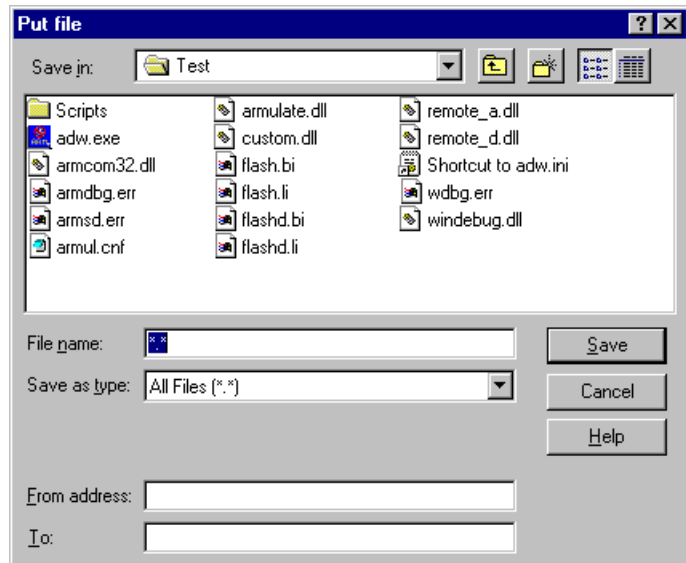 Put file
Save in: Test
Scripts armulate.dll remote_a.dll
adw.exe custom.dll remote_d.dll
armcom32.dll flash.bi Shortcut to adw.ini
armdbg.err flash.li wdbg.err
armsd.err flashd.bi windebug.dll
armul.cnf flashd.li
File name: *.* Save
Save as type: All Files (*.*) Cancel
Help
From address:
To: